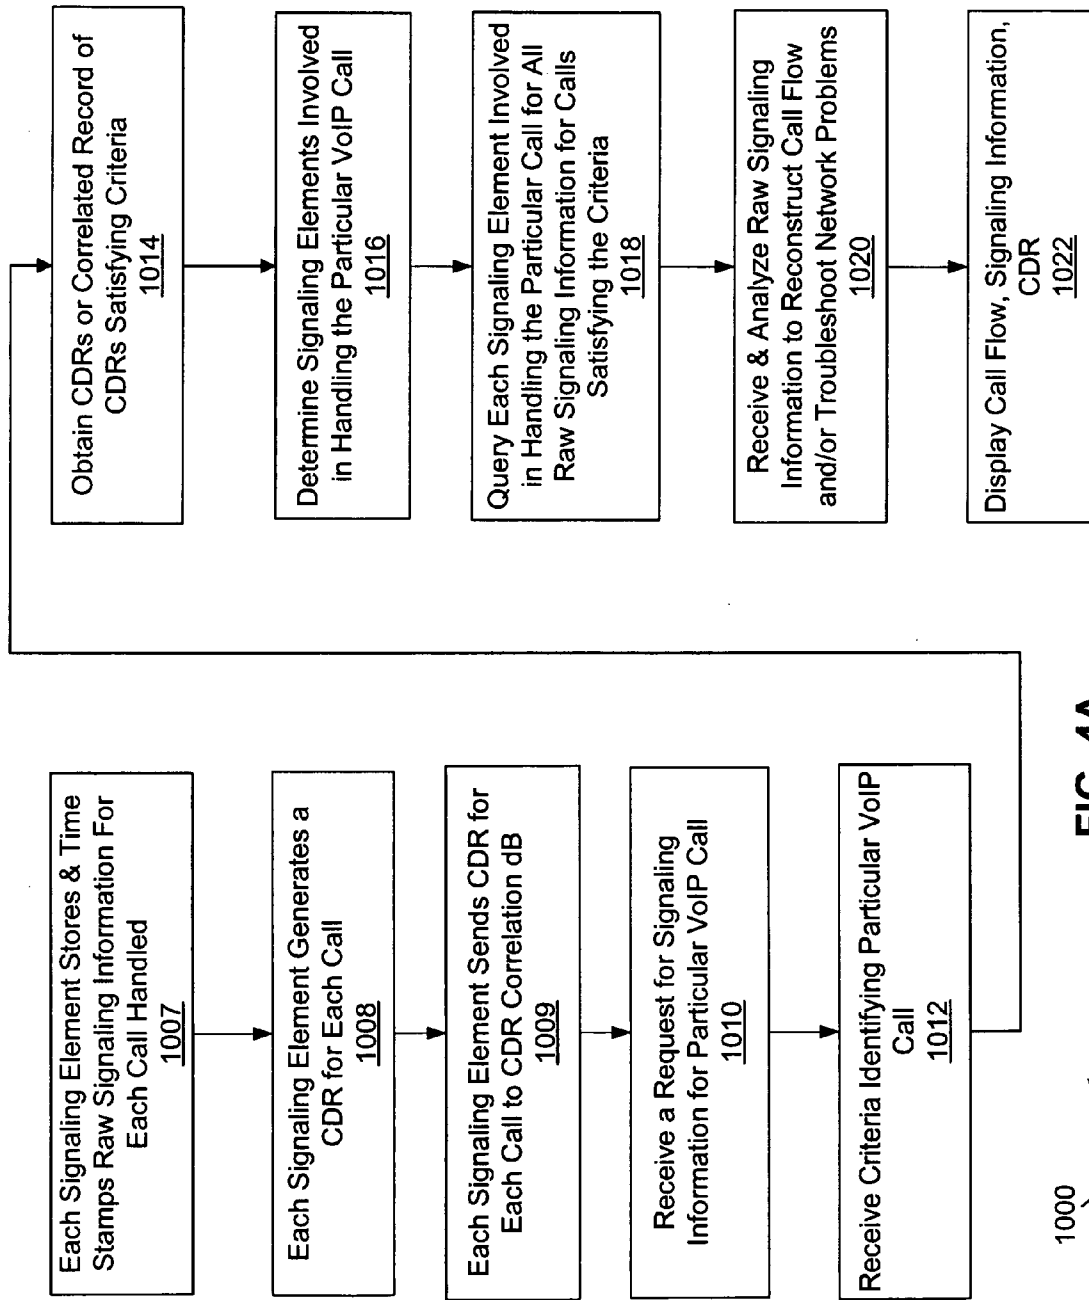 Each Signaling Element Stores & Time
Stamps Raw Signaling Information For
Each Call Handled
1007
Each Signaling Element Generates a
CDR for Each Call
1008
Each Signaling Element Sends CDR for
Each Call to CDR Correlation dB
1009
Receive a Request for Signaling
Information for Particular VoIP Call
1010
Receive Criteria Identifying Particular VoIP
Call
1012
Obtain CDRs or Correlated Record of
CDRs Satisfying Criteria
1014
Determine Signaling Elements Involved
in Handling the Particular VoIP Call
1016
Query Each Signaling Element Involved
in Handling the Particular Call for All
Raw Signaling Information for Calls
Satisfying the Criteria
1018
Receive & Analyze Raw Signaling
Information to Reconstruct Call Flow
and/or Troubleshoot Network Problems
1020
Display Call Flow, Signaling Information,
CDR
1022
1000
FIG. 4A